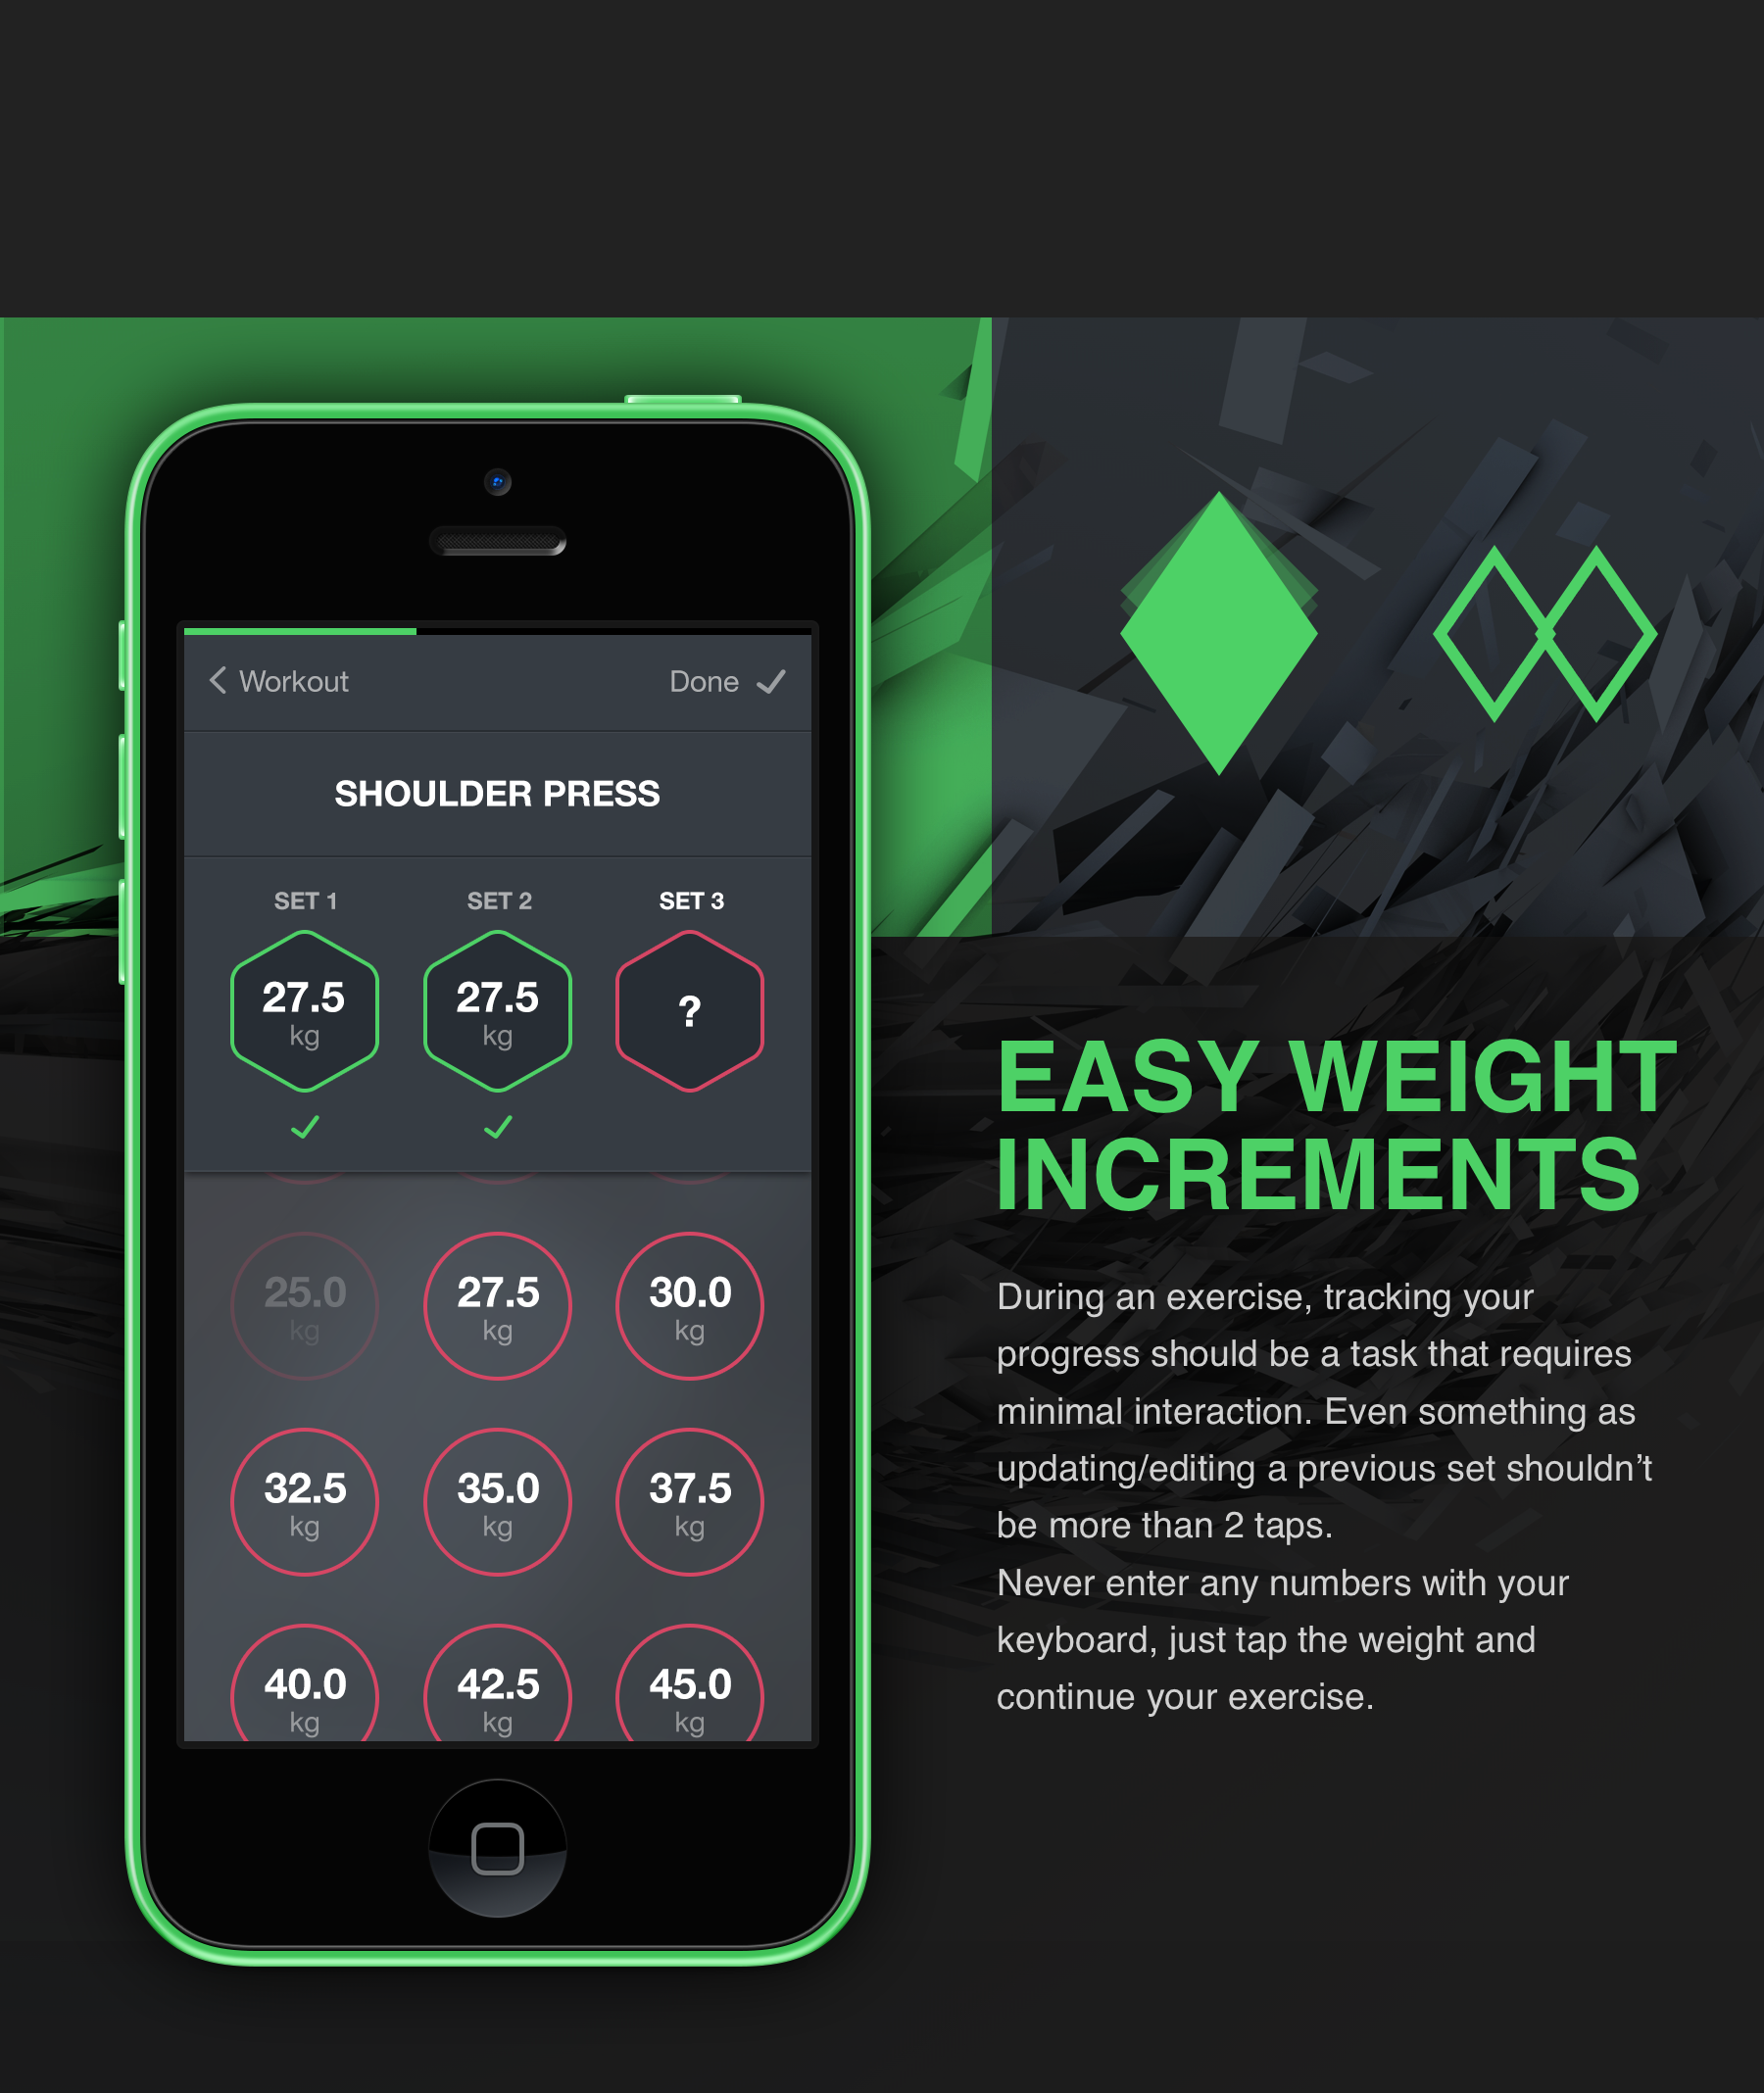 Workout
Done
SHOULDER PRESS
SET 1
SET 2
SET 3
27.5
kg
27.5
kg
?
25.0
kg
27.5
kg
30.0
kg
32.5
kg
35.0
kg
37.5
kg
40.0
kg
42.5
kg
45.0
kg
EASY WEIGHT
INCREMENTS
During an exercise, tracking your
progress should be a task that requires
minimal interaction. Even something as
updating/editing a previous set shouldn’t
be more than 2 taps.
Never enter any numbers with your
keyboard, just tap the weight and
continue your exercise.